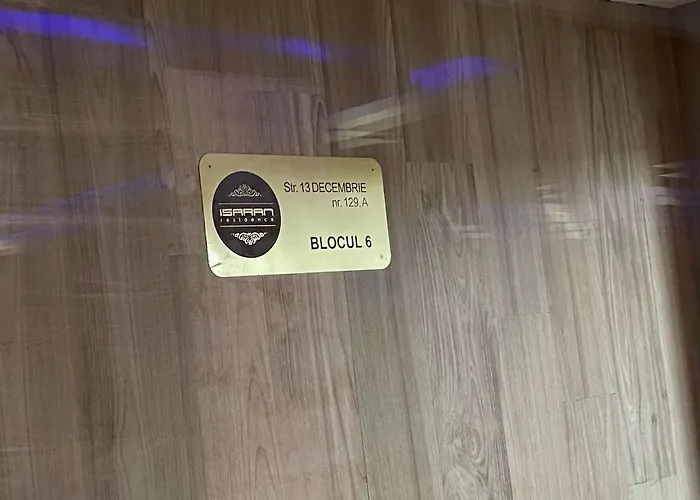 ISARAN
residence
Str. 13 DECEMBRIE
nr. 129, A
BLOCUL 6